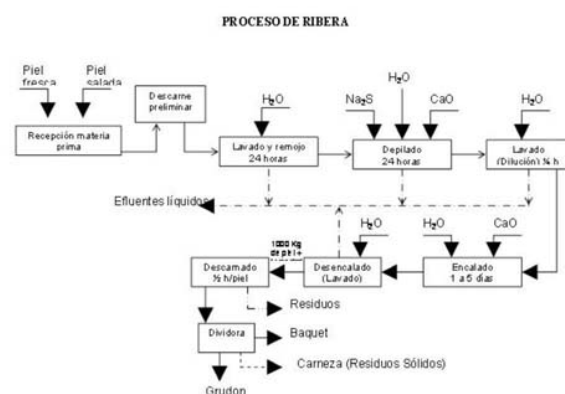 PROCESO DE RIBERA
Piel
fresca
Piel
salada
Descarne
preliminar
Recepción materia
prima
H₂O
Lavado y remojo
24 horas
Na₂S
H₂O
CaO
Depilado
24 horas
H₂O
Lavado
(Dilución) ¼ h
Efluentes líquidos
H₂O
CaO
Encalado
1 a 5 días
H₂O
Desencalado
(Lavado)
1000 Kg
de piel +
Descarnado
½ h/piel
Residuos
Dividora
Baquet
Carneza (Residuos Sólidos)
Grudon